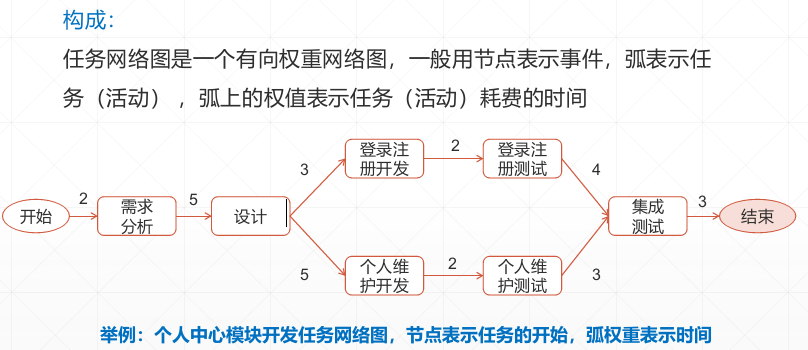 构成：
任务网络图是一个有向权重网络图，一般用节点表示事件，弧表示任
务（活动） ，弧上的权值表示任务（活动）耗费的时间
开始
2
需求
分析
5
设计
3
登录注
册开发
2
登录注
册测试
4
5
个人维
护开发
2
个人维
护测试
3
集成
测试
3
结束
举例：个人中心模块开发任务网络图，节点表示任务的开始，弧权重表示时间